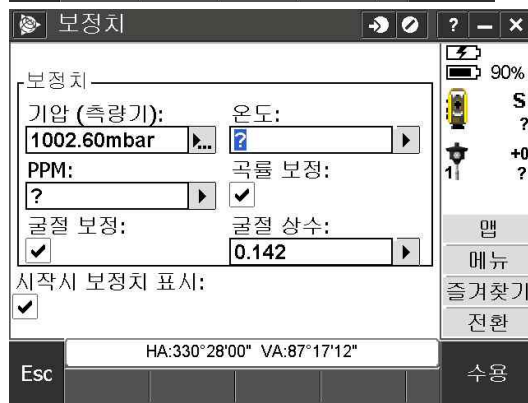 보정치
? — ×
90%
보정치
기압 (측량기):
온도:
1002.60mbar
?
PPM:
곡률 보정:
?
굴절 보정:
굴절 상수:
0.142
시작시 보정치 표시:
S
?
+0
1
?
맵
메뉴
즐겨찾기
전환
HA:330°28'00" VA:87°17'12"
Esc
수용